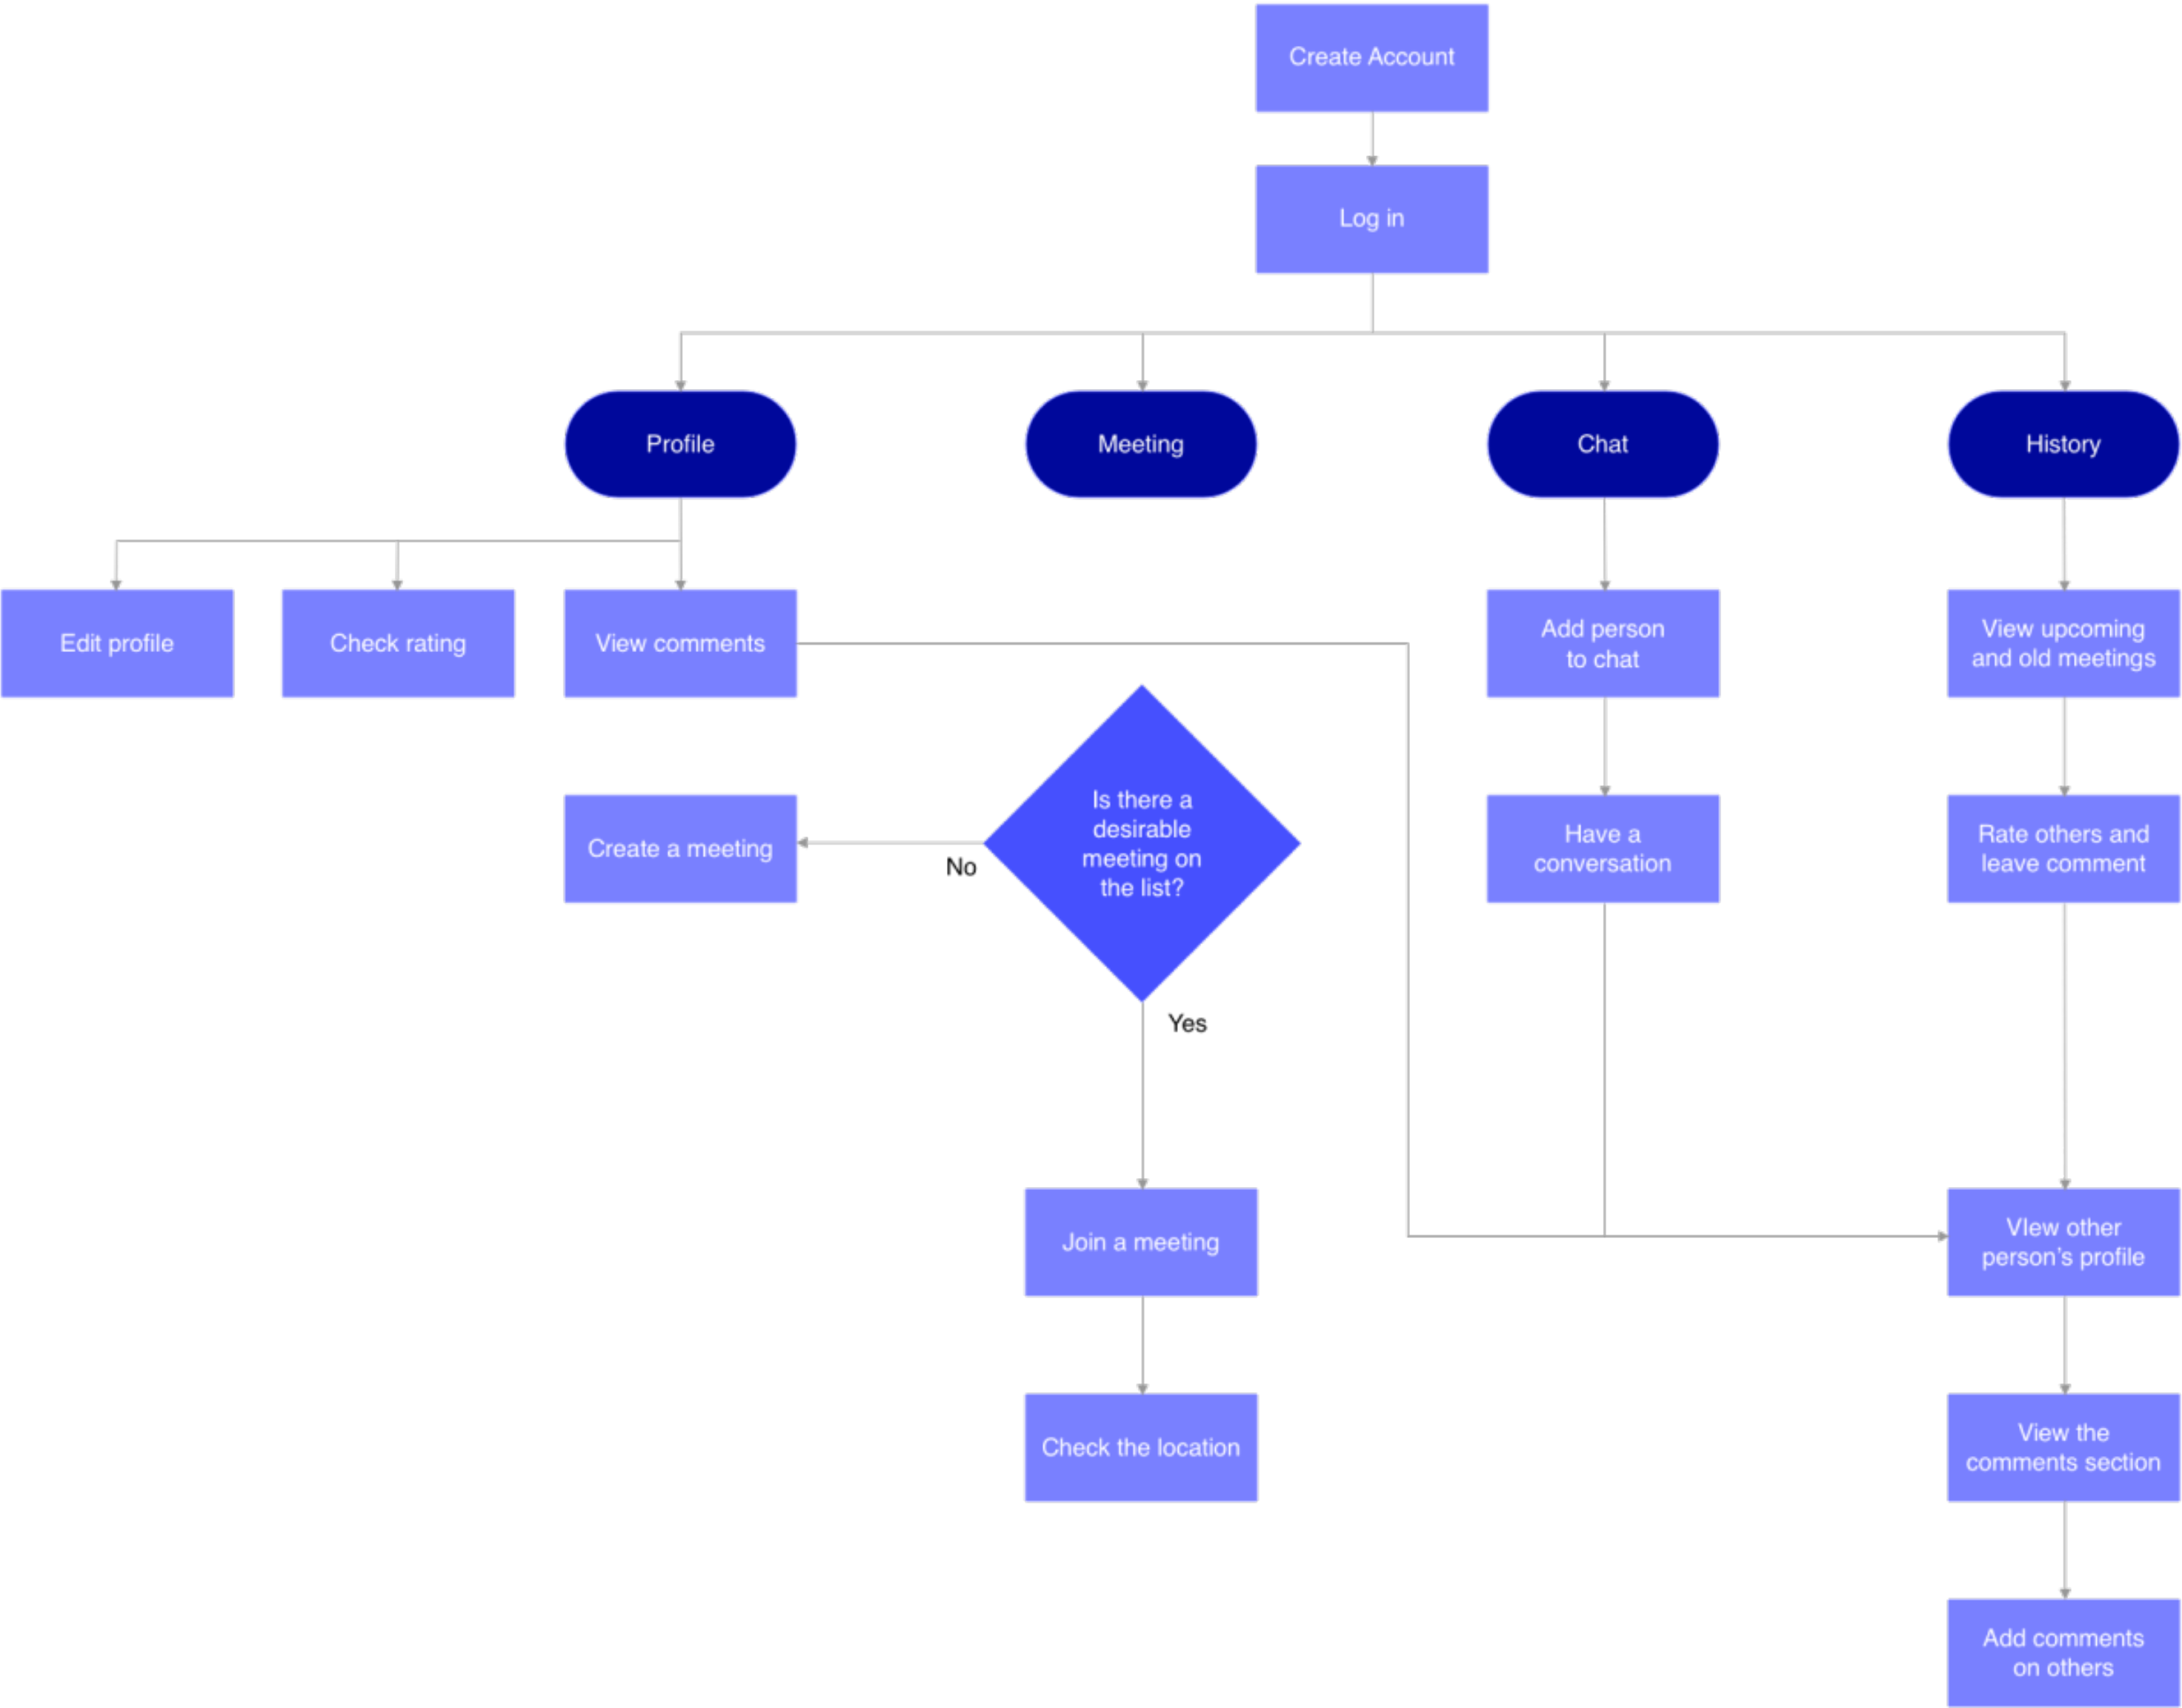 Create Account
Log in
Profile
Meeting
Chat
History
Edit profile
Check rating
View comments
Add person
to chat
View upcoming
and old meetings
Create a meeting
No
Is there a
desirable
meeting on
the list?
Yes
Have a
conversation
Rate others and
leave comment
Join a meeting
VIew other
person's profile
Check the location
View the
comments section
Add comments
on others